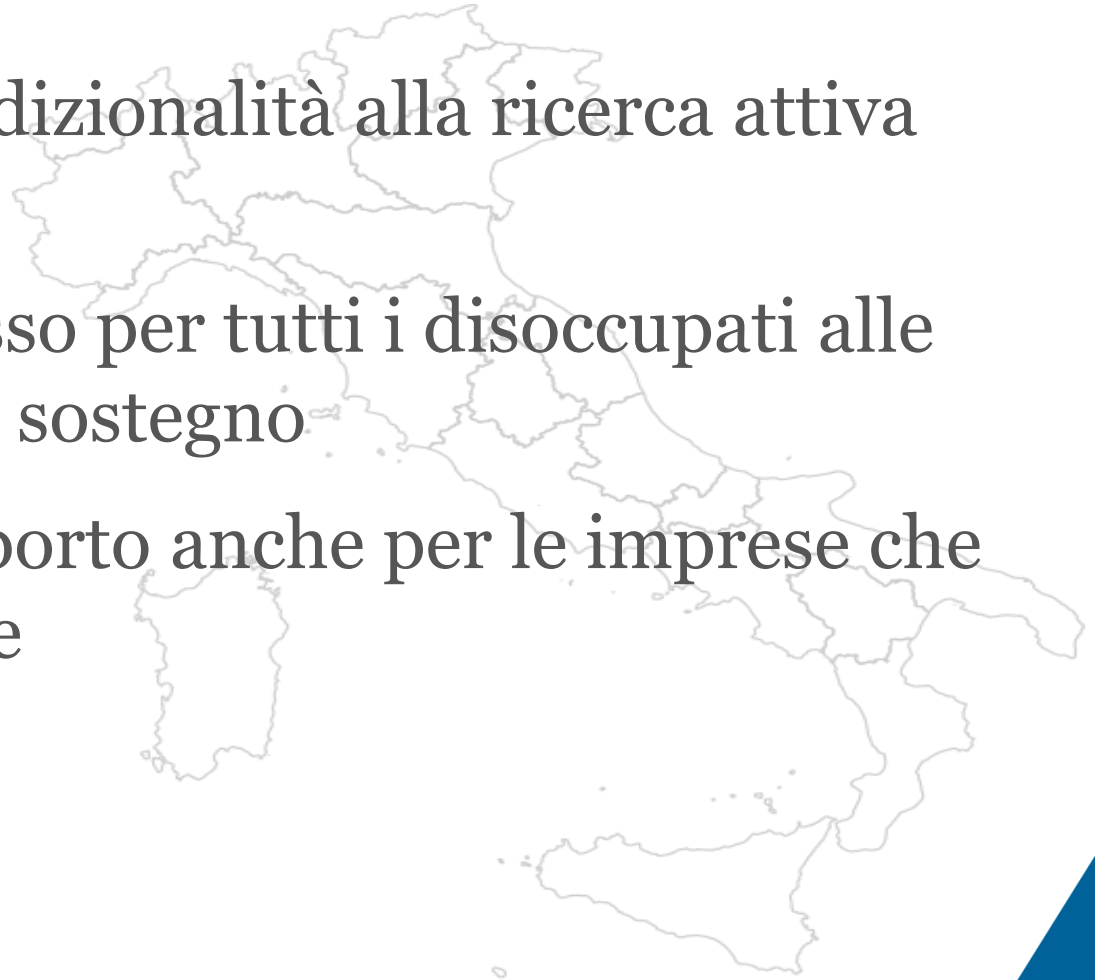 dizionalità alla ricerca attiva
sso per tutti i disoccupati alle
sostegno
porto anche per le imprese che
e